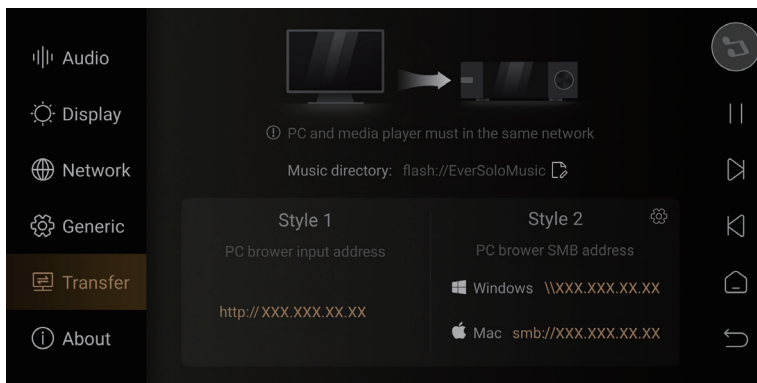 Audio
Display
Network
Generic
Transfer
About
PC and media player must in the same network
Music directory: flash://EverSoloMusic
Style 1
PC brower input address
http://XXX.XXX.XX.XX
Style 2
PC brower SMB address
Windows \\XXX.XXX.XX.XX
Mac smb://XXX.XXX.XX.XX